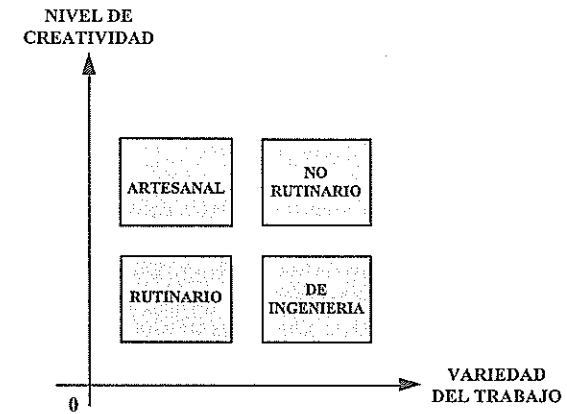 NIVEL DE
CREATIVIDAD
ARTESANAL
NO
RUTINARIO
RUTINARIO
DE
INGENIERIA
VARIEDAD
DEL TRABAJO
0